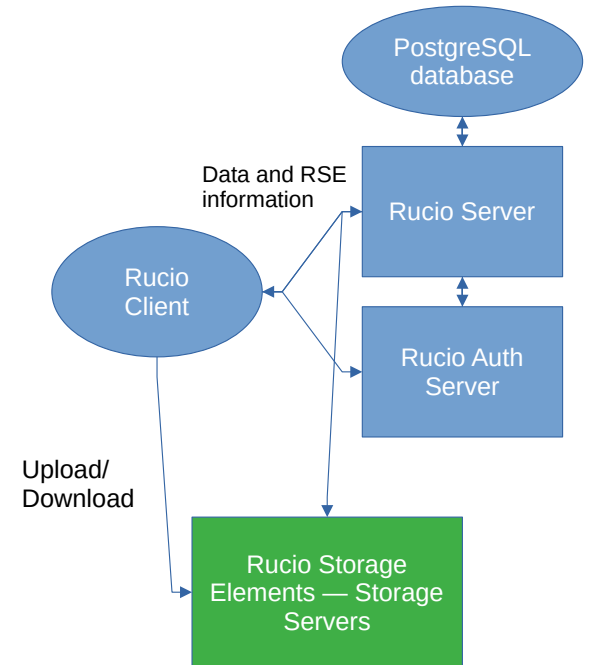 PostgreSQL
database
Data and RSE
information
Rucio Server
Rucio
Client
Rucio Auth
Server
Upload/
Download
Rucio Storage
Elements — Storage
Servers